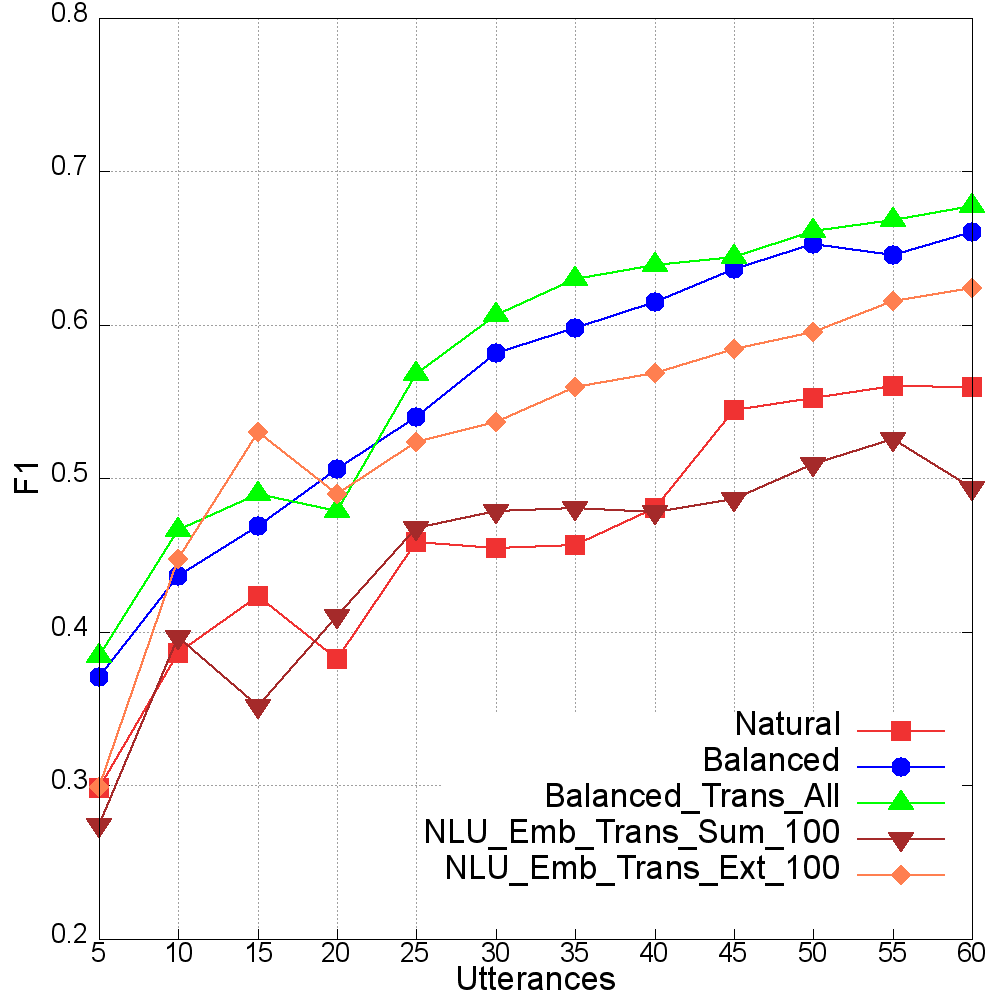 0.8
0.7
0.6
0.5
0.4
0.3
0.2
F1
Natural
Balanced
Balanced_Trans_All
NLU_Emb_Trans_Sum_100
NLU_Emb_Trans_Ext_100
5 10 15 20 25 30 35 40 45 50 55 60
Utterances